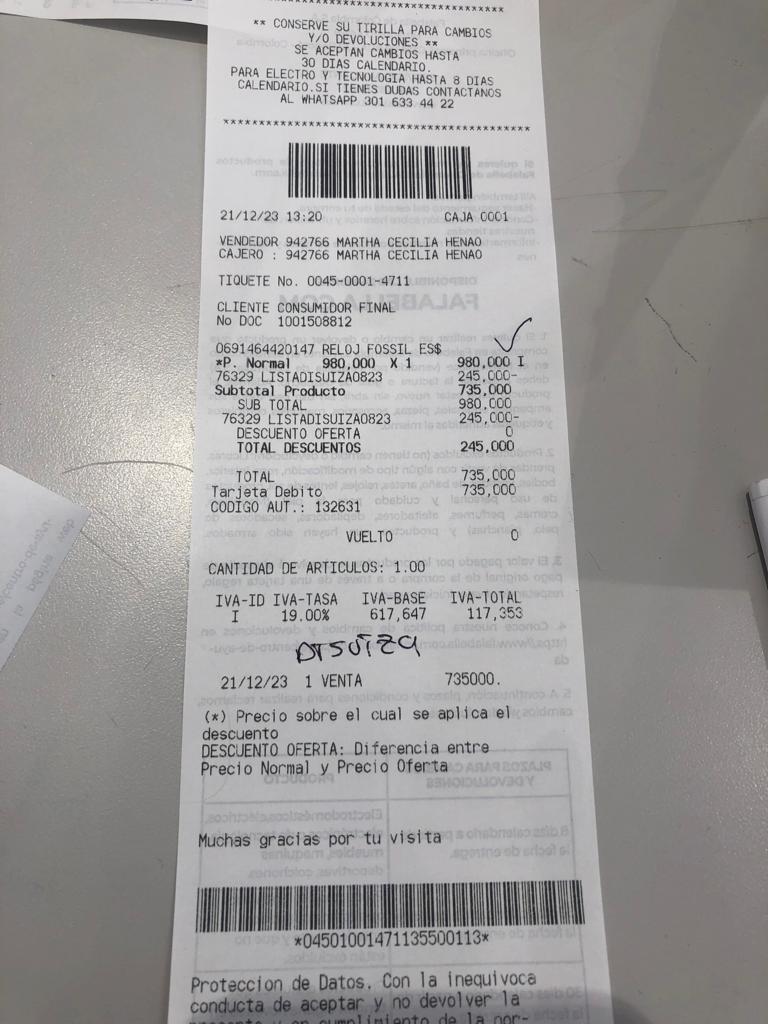 ** CONSERVE SU TIRILLA PARA CAMBIOS
Y/O DEVOLUCIONES **
SE ACEPTAN CAMBIOS HASTA
30 DIAS CALENDARIO.
PARA ELECTRO Y TECNOLOGIA HASTA 8 DIAS
CALENDARIO.SI TIENES DUDAS CONTACTANOS
AL WHATSAPP 301 633 44 22
21/12/23 13:20 CAJA 0001
VENDEDOR 942766 MARTHA CECILIA HENAO
CAJERO : 942766 MARTHA CECILIA HENAO
TIQUETE No. 0045-0001-4711
CLIENTE CONSUMIDOR FINAL
No DOC 1001508812
0691464420147 RELOJ FOSSIL ES$
*P. Normal 980,000 X 1 980,000 I
76329 LISTADISUIZA0823 245,000-
Subtotal Producto 735,000
SUB TOTAL 980,000
76329 LISTADISUIZA0823 245,000-
DESCUENTO OFERTA 0
TOTAL DESCUENTOS 245,000
TOTAL 735,000
Tarjeta Debito 735,000
CODIGO AUT.: 132631
VUELTO 0
CANTIDAD DE ARTICULOS: 1.00
IVA-ID IVA-TASA IVA-BASE IVA-TOTAL
I 19.00% 617,647 117,353
DISUIZA
21/12/23 1 VENTA 735000.
(*) Precio sobre el cual se aplica el
descuento
DESCUENTO OFERTA: Diferencia entre
Precio Normal y Precio Oferta
Muchas gracias por tu visita
*04501001471135500113*
Proteccion de Datos. Con la inequivoca
conducta de aceptar y no devolver la
presente y en cumplimiento de la nor-